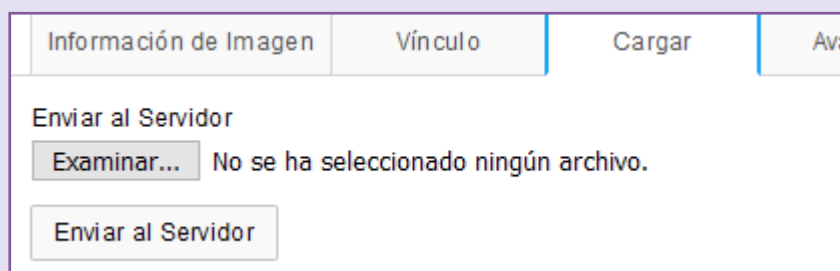 Información de Imagen Vínculo Cargar
Enviar al Servidor
Examinar... No se ha seleccionado ningún archivo.
Enviar al Servidor